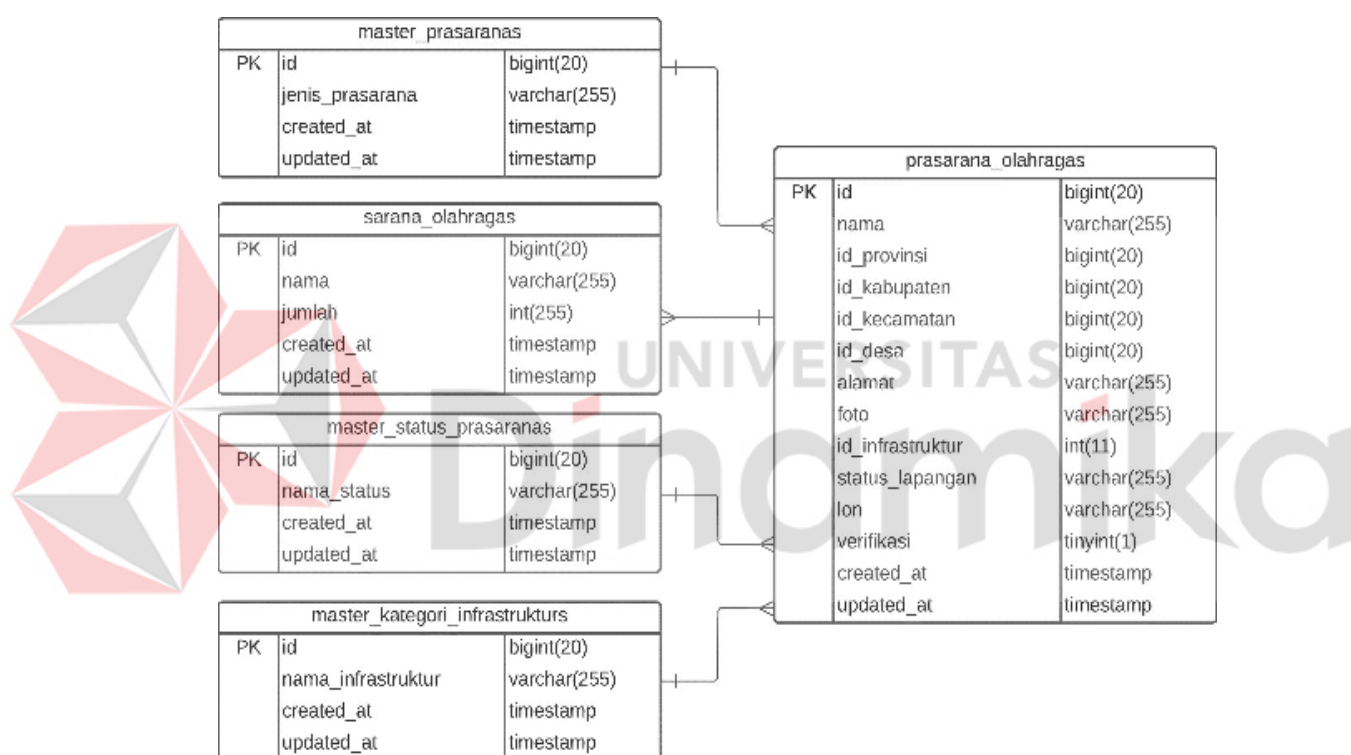 master_prasaranas
PK id bigint(20)
jenis_prasarana varchar(255)
created_at timestamp
updated_at timestamp
sarana_olahragas
PK id bigint(20)
nama varchar(255)
jumlah int(255)
created_at timestamp
updated_at timestamp
master_status_prasaranas
PK id bigint(20)
nama_status varchar(255)
created_at timestamp
updated_at timestamp
master_kategori_infrastrukturs
PK id bigint(20)
nama_infrastruktur varchar(255)
created_at timestamp
updated_at timestamp
prasarana_olahragas
PK id bigint(20)
nama varchar(255)
id_provinsi bigint(20)
id_kabupaten bigint(20)
id_kecamatan bigint(20)
id_desa bigint(20)
alamat varchar(255)
foto varchar(255)
id_infrastruktur int(11)
status_lapangan varchar(255)
lon varchar(255)
verifikasi tinyint(1)
created_at timestamp
updated_at timestamp
UNIVERSITAS
Dinamika